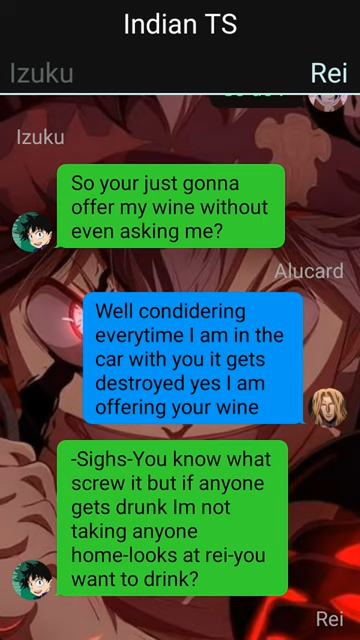 Indian TS
Izuku
Rei
Izuku
So your just gonna
offer my wine without
even asking me?
Alucard
Well condidering
everytime I am in the
car with you it gets
destroyed yes I am
offering your wine
-Sighs-You know what
screw it but if anyone
gets drunk Im not
taking anyone
home-looks at rei-you
want to drink?
Rei